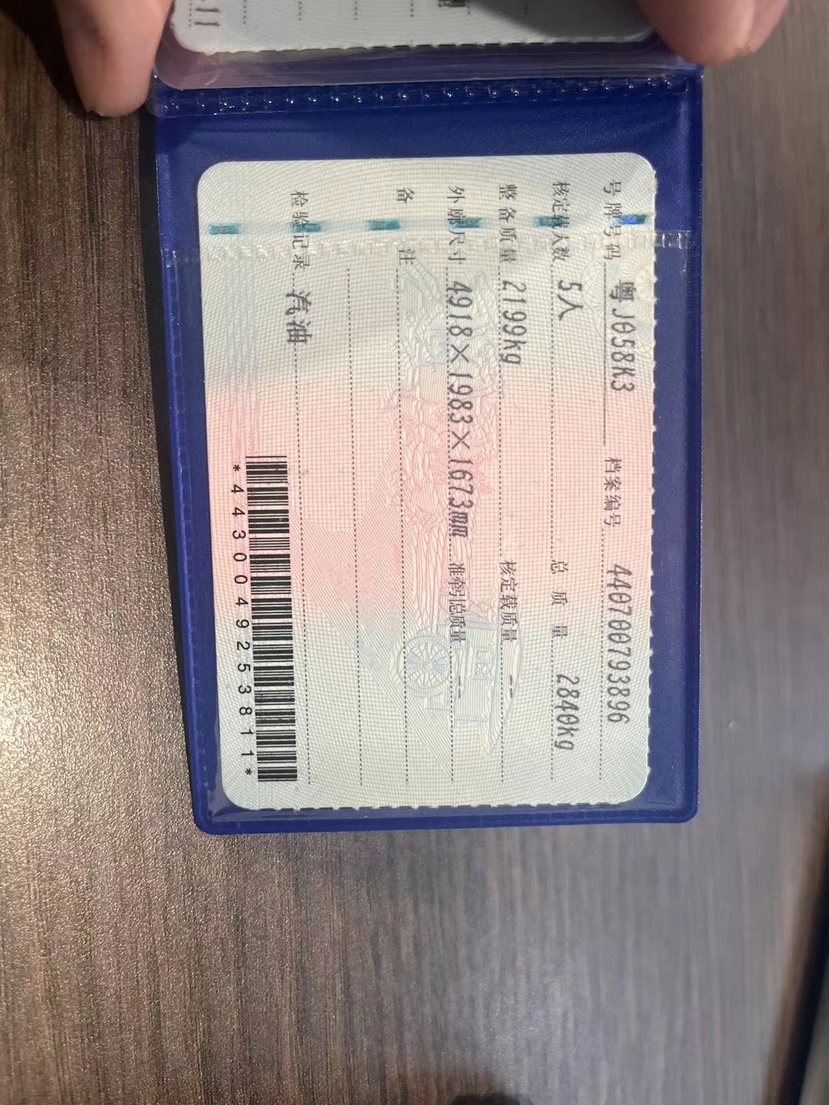 号牌号码 粤J058K3 档案编号 440700793896
核定载人数 5人 总质量 2840kg
整备质量 2199kg 核定载质量 --
外廓尺寸 4918×1983×1673mm 准牵引总质量 --
备注
检验记录 汽油
*4430049253811*
:11